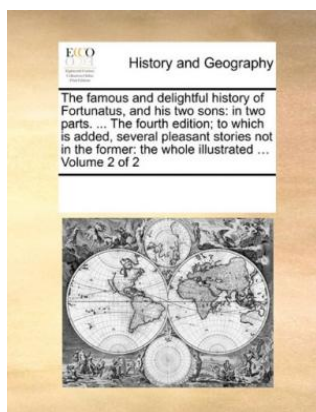 ECCO
History and Geography
The famous and delightful history of
Fortunatus, and his two sons: in two
parts. ... The fourth edition; to which
is added, several pleasant stories not
in the former: the whole illustrated ...
Volume 2 of 2